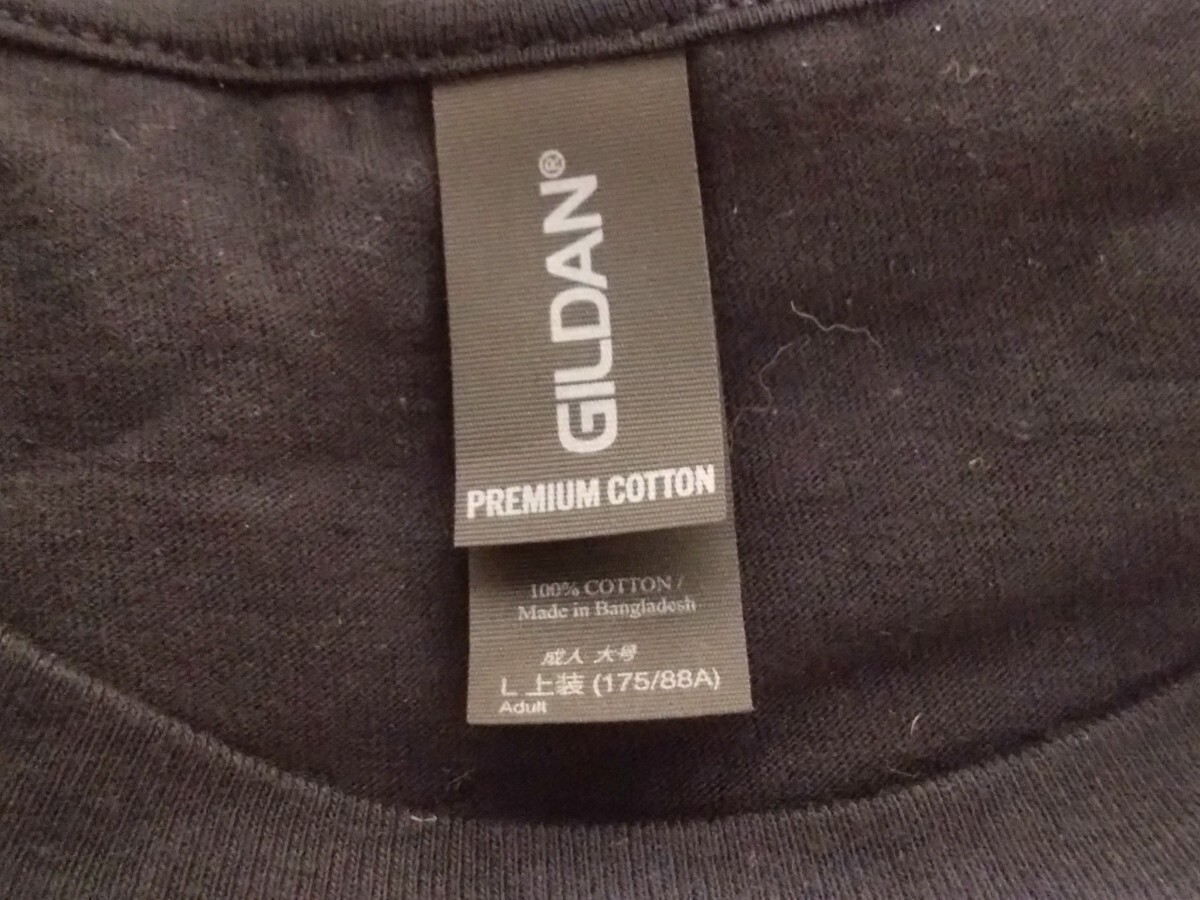 GILDAN®
PREMIUM COTTON
100% COTTON /
Made in Bangladesh
成人 大号
L 上装 (175/88A)
Adult